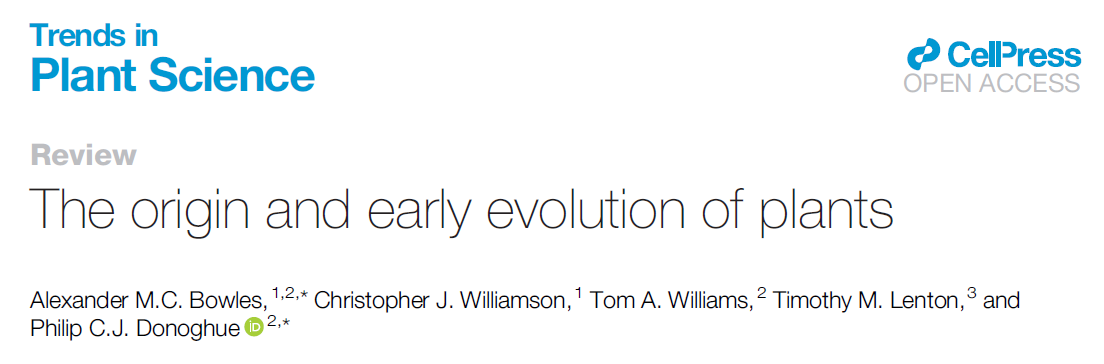 Trends in
Plant Science
CellPress
OPEN ACCESS
Review
The origin and early evolution of plants
Alexander M.C. Bowles,1,2,* Christopher J. Williamson,1 Tom A. Williams,2 Timothy M. Lenton,3 and
Philip C.J. Donoghue iD 2,*